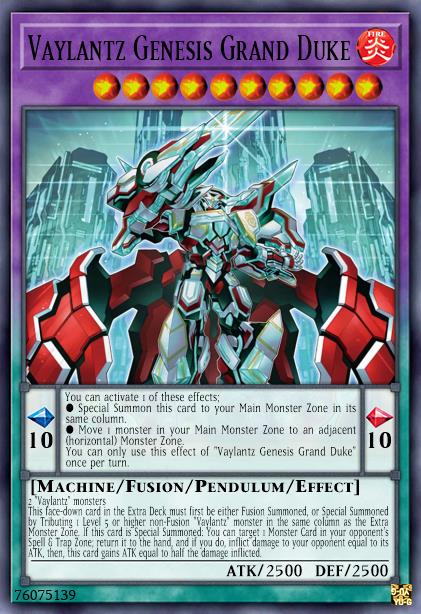 VAYLANTZ GENESIS GRAND DUKE
FIRE
炎
You can activate 1 of these effects;
● Special Summon this card to your Main Monster Zone in its
same column.
● Move 1 monster in your Main Monster Zone to an adjacent
(horizontal) Monster Zone.
You can only use this effect of "Vaylantz Genesis Grand Duke"
once per turn.
10
10
[MACHINE/FUSION/PENDULUM/EFFECT]
2 "Vaylantz" monsters
This face-down card in the Extra Deck must first be either Fusion Summoned, or Special Summoned
by Tributing 1 Level 5 or higher non-Fusion "Vaylantz" monster in the same column as the Extra
Monster Zone. If this card is Special Summoned: You can target 1 Monster Card in your opponent's
Spell & Trap Zone; return it to the hand, and if you do, inflict damage to your opponent equal to its
ATK, then, this card gains ATK equal to half the damage inflicted.
ATK/2500 DEF/2500
76075139